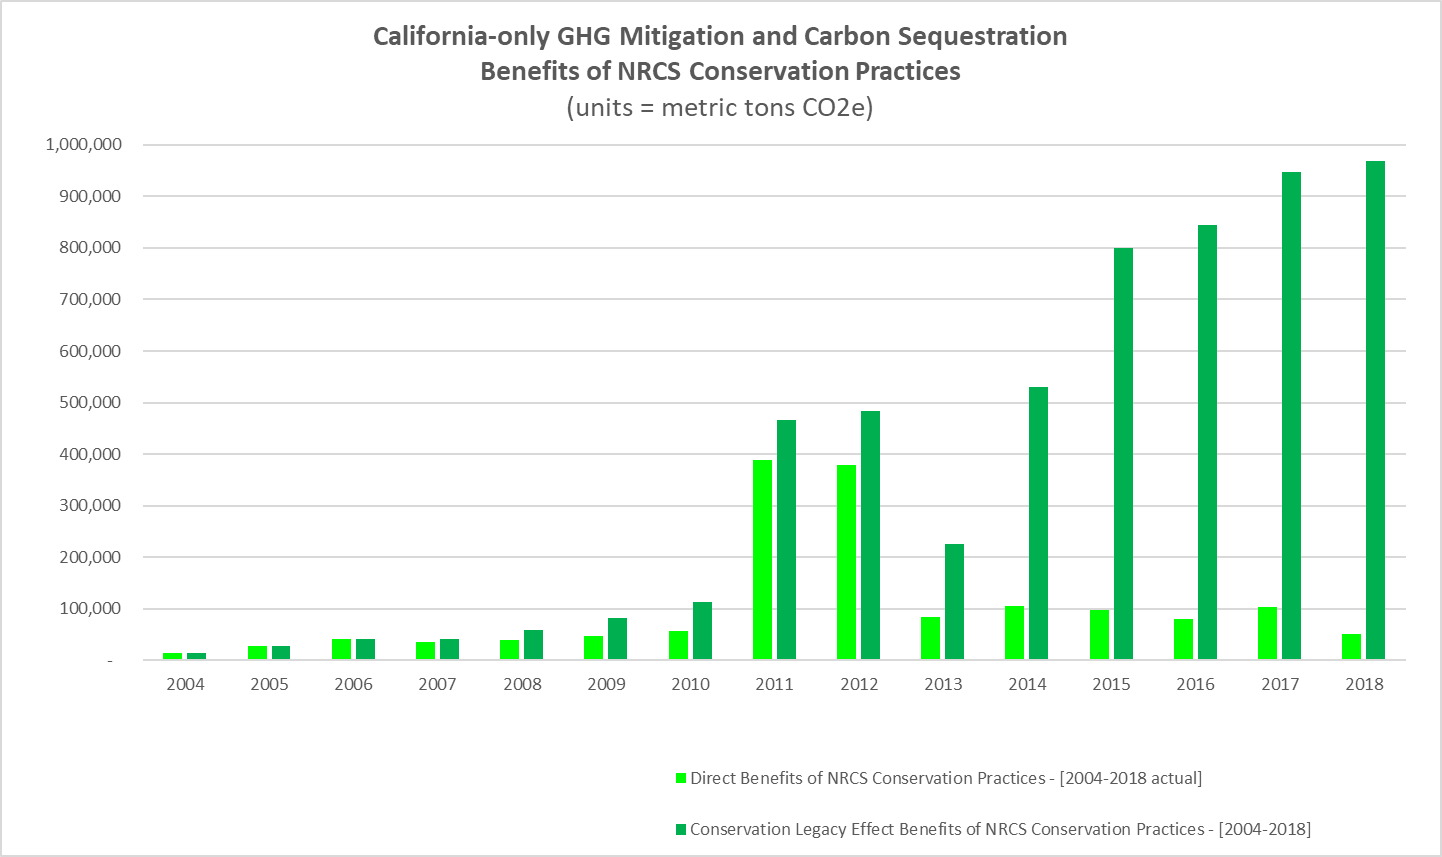 California-only GHG Mitigation and Carbon Sequestration
Benefits of NRCS Conservation Practices
(units = metric tons CO2e)
1,000,000
900,000
800,000
700,000
600,000
500,000
400,000
300,000
200,000
100,000
-
2004 2005 2006 2007 2008 2009 2010 2011 2012 2013 2014 2015 2016 2017 2018
Direct Benefits of NRCS Conservation Practices - [2004-2018 actual]
Conservation Legacy Effect Benefits of NRCS Conservation Practices - [2004-2018]